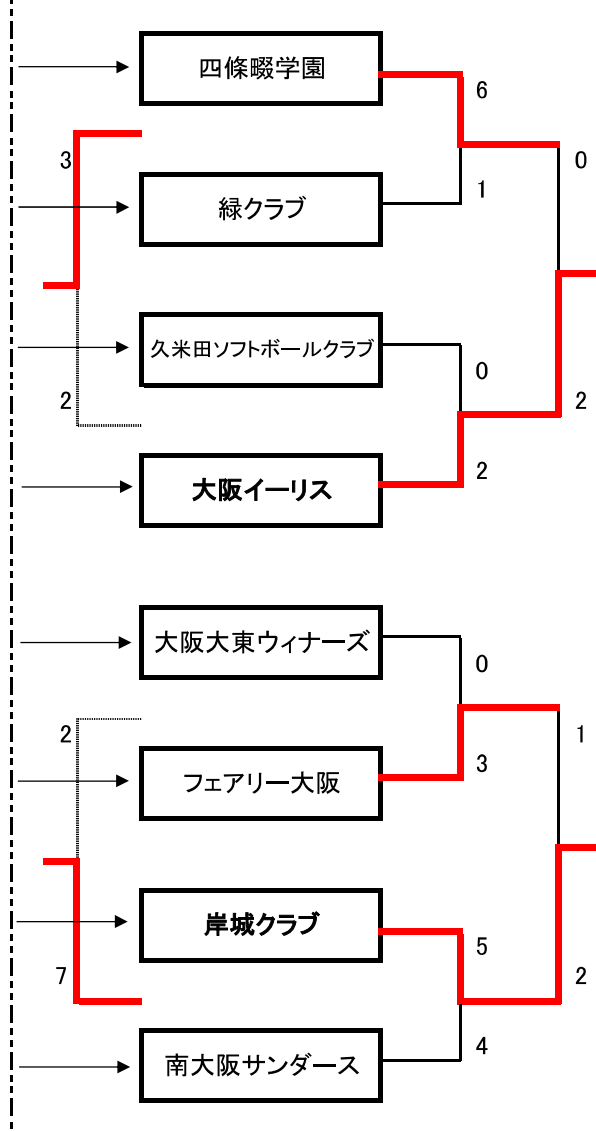 四條畷学園
6
3
0
緑クラブ
1
久米田ソフトボールクラブ
0
2
2
大阪イーリス
2
大阪大東ウィナーズ
0
2
1
フェアリー大阪
3
岸城クラブ
5
7
2
南大阪サンダース
4